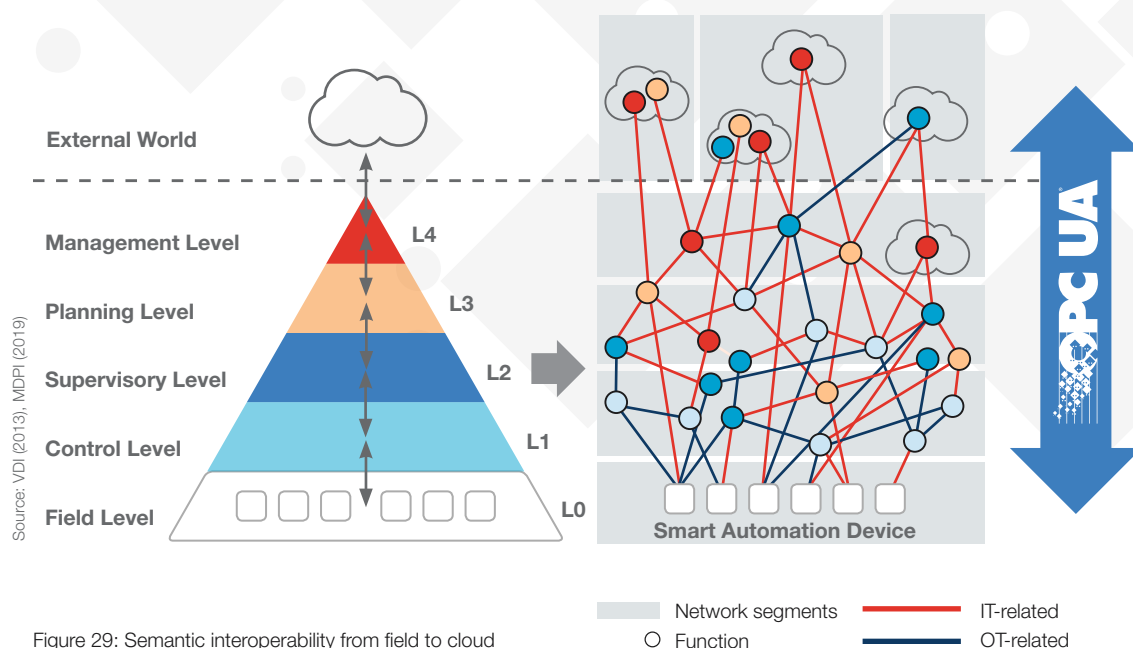 External World
Management Level
L4
Planning Level
L3
Supervisory Level
L2
Control Level
L1
Field Level
L0
Source: VDI (2013), MDPI (2019)
Smart Automation Device
OPC UA
Network segments
IT-related
Function
OT-related
Figure 29: Semantic interoperability from field to cloud